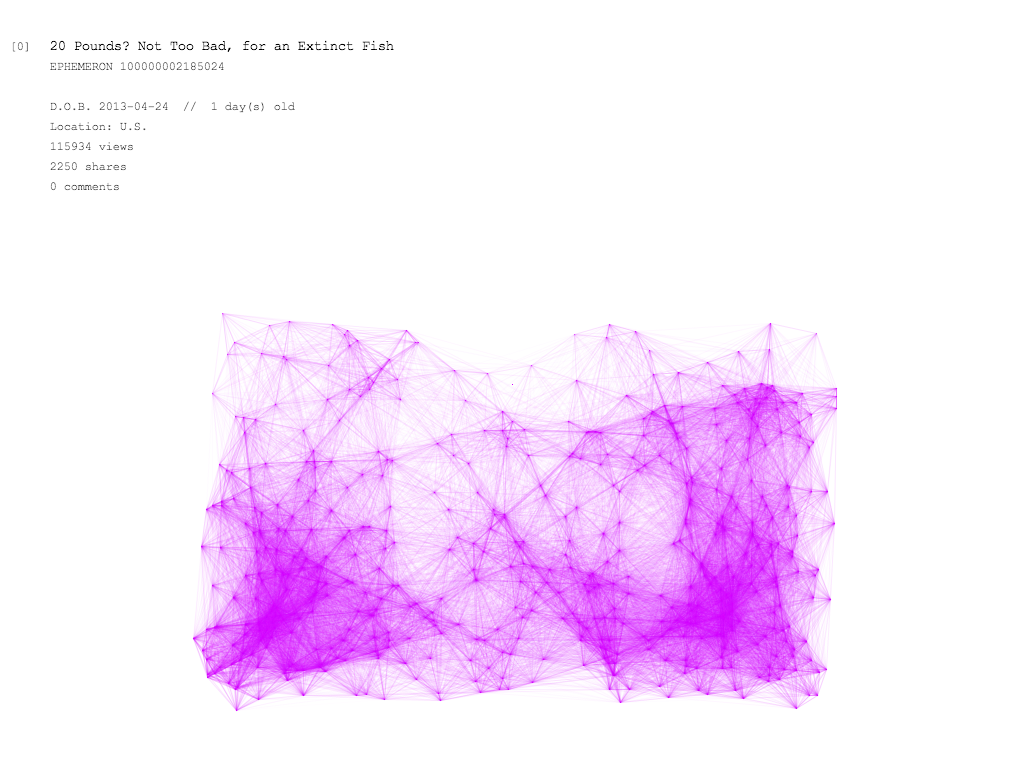 [0] 20 Pounds? Not Too Bad, for an Extinct Fish
EPHEMERON 100000002185024
D.O.B. 2013-04-24 // 1 day(s) old
Location: U.S.
115934 views
2250 shares
0 comments